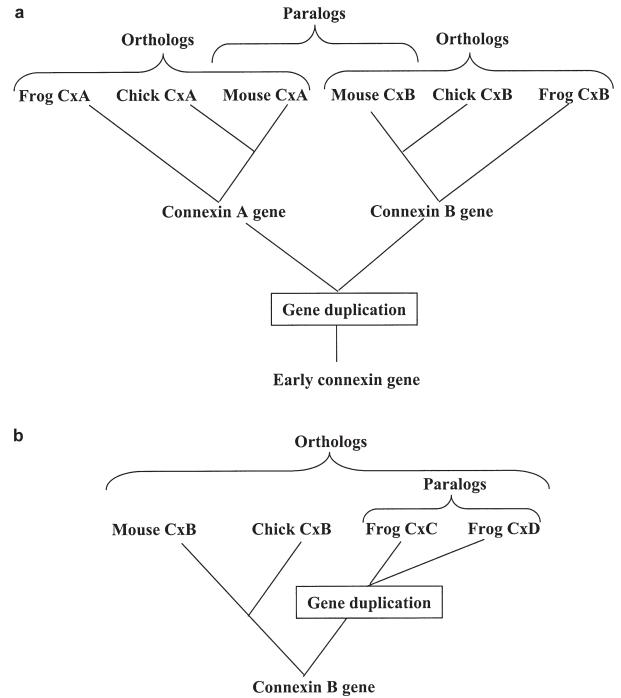 a
Paralogs
Orthologs
Orthologs
Frog CxA Chick CxA Mouse CxA Mouse CxB Chick CxB Frog CxB
Connexin A gene Connexin B gene
Gene duplication
Early connexin gene
b
Orthologs
Paralogs
Mouse CxB Chick CxB Frog CxC Frog CxD
Gene duplication
Connexin B gene